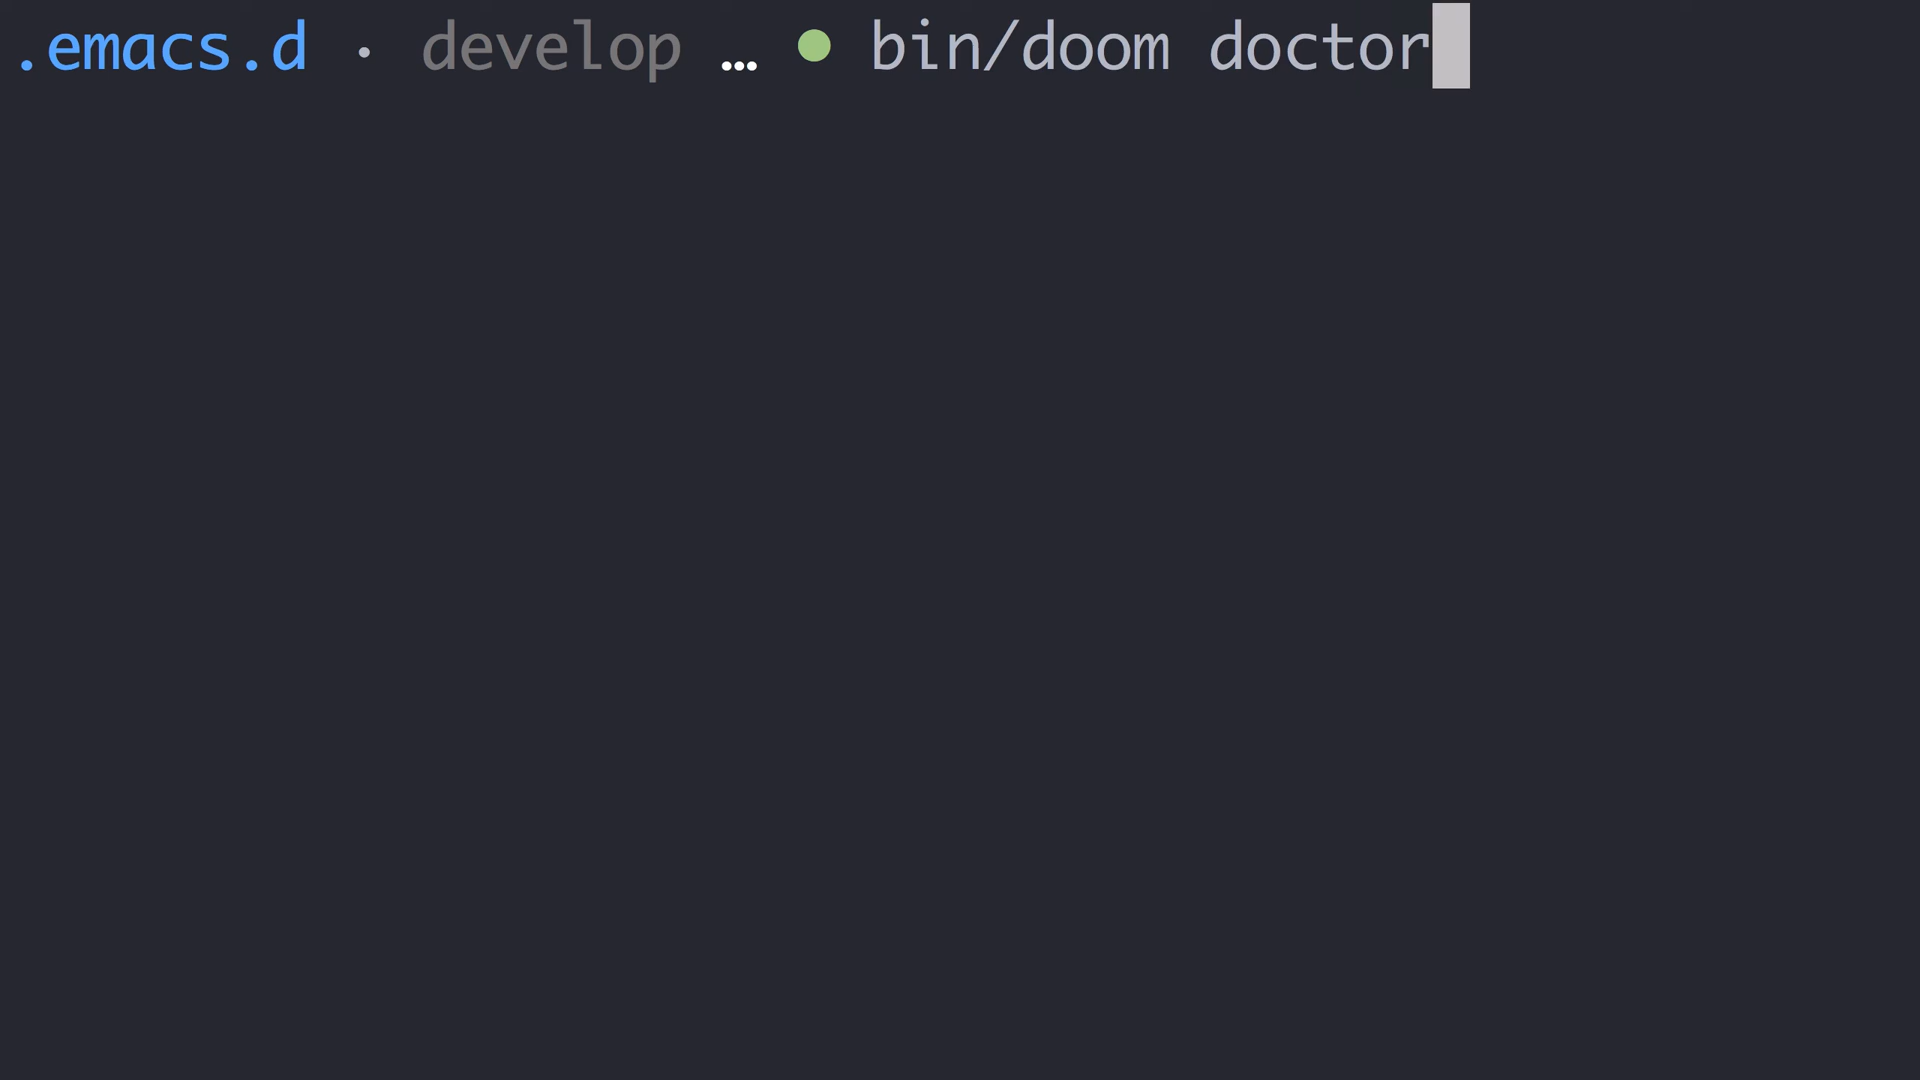 .emacs.d · develop … ● bin/doom doctor